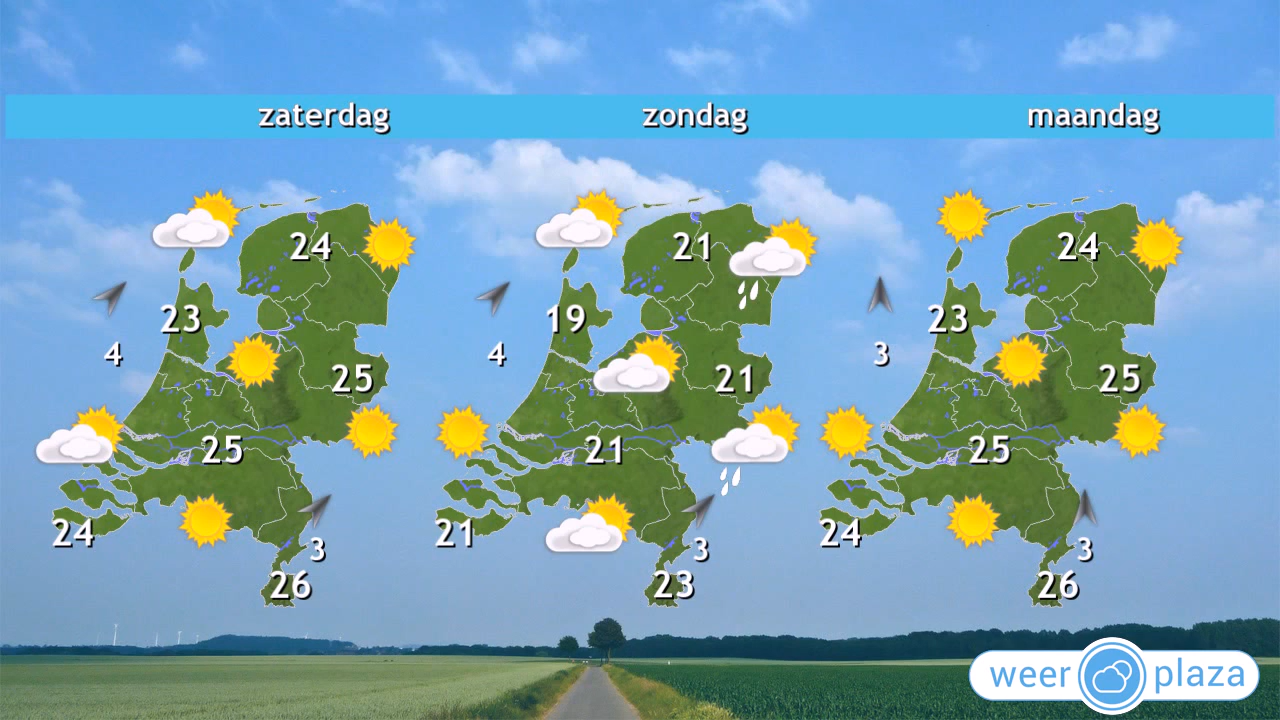 zaterdag zondag maandag
24 21 24
23 19 23
4 4 3
25 21 25
25 21 25
24 21 24
3 3 3
26 23 26
weer plaza